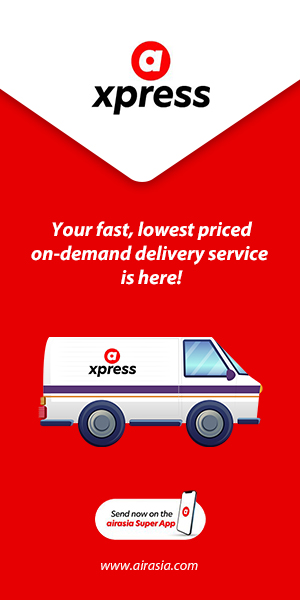 a
xpress
Your fast, lowest priced
on-demand delivery service
is here!
a
xpress
Send now on the
airasia Super App
a
www.airasia.com